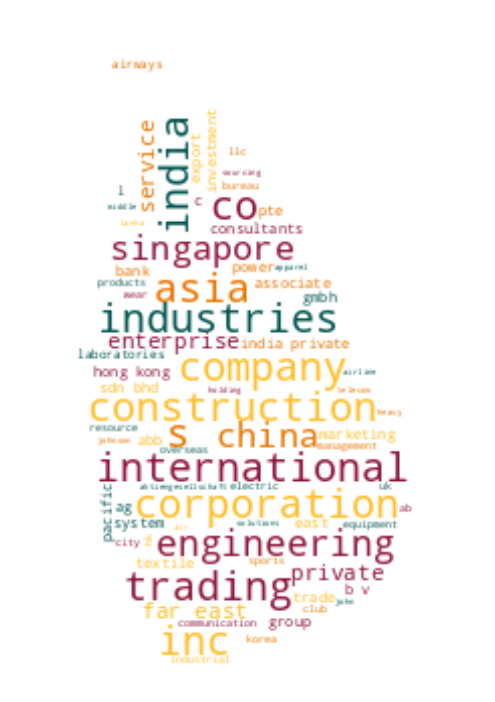 airways
service
india
export
investment
llc
sourcing
bureau
l
middle
c
co
pte
lanka
consultants
singapore
bank
power
apparel
products
asia
associate
wear
gmbh
industries
enterprise
india private
laboratories
company
hong kong
airline
sdn bhd
holding
telecom
construction
heavy
resource
s china
marketing
johnson
abb
management
overseas
international
pacific
aktiengesellschaft
electric
uk
ag
corporation
ab
system
air
solutions
east
equipment
city
engineering
textile
sports
trading
private
b v
trade
john
far east
club
communication
group
inc
korea
industrial